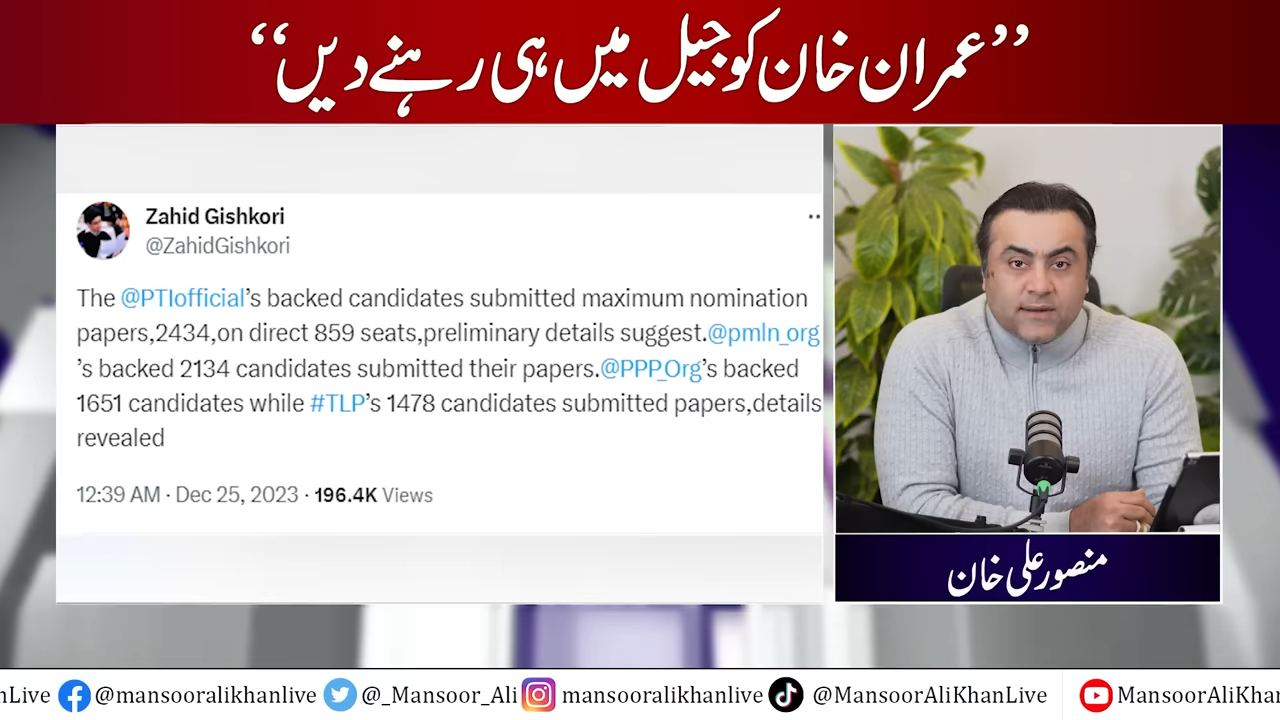 ”عمران خان کو جیل میں ہی رہنے دیں“
Zahid Gishkori
@ZahidGishkori
The @PTIofficial’s backed candidates submitted maximum nomination
papers,2434,on direct 859 seats,preliminary details suggest.@pmln_org
’s backed 2134 candidates submitted their papers.@PPP_Org’s backed
1651 candidates while #TLP’s 1478 candidates submitted papers,details
revealed
12:39 AM · Dec 25, 2023 · 196.4K Views
منصور علی خان
nLive @mansooralikhanlive @_Mansoor_Ali mansooralikhanlive @MansoorAliKhanLive MansoorAliKha